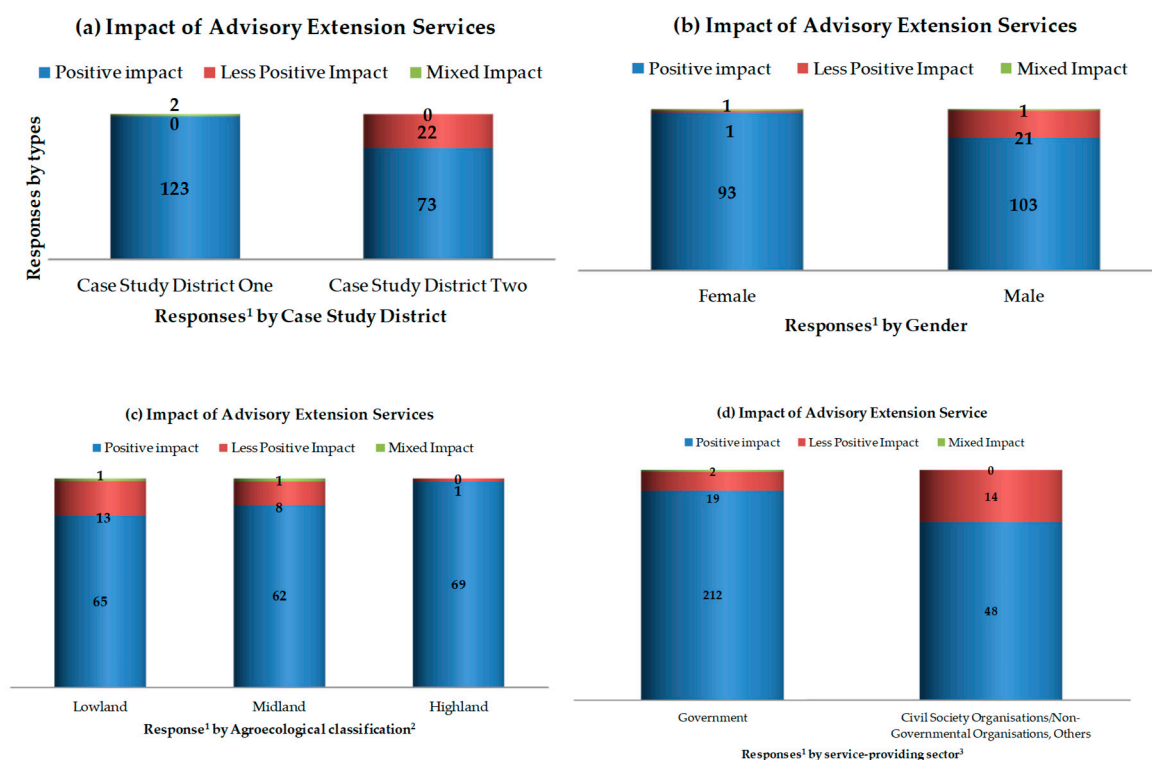 (a) Impact of Advisory Extension Services
Positive impact Less Positive Impact Mixed Impact
Responses by types
2 0
0 22
123 73
Case Study District One Case Study District Two
Responses¹ by Case Study District
(b) Impact of Advisory Extension Services
Positive impact Less Positive Impact Mixed Impact
1 1
1 21
93 103
Female Male
Responses¹ by Gender
(c) Impact of Advisory Extension Services
Positive impact Less Positive Impact Mixed Impact
1 1 0
13 8 1
65 62 69
Lowland Midland Highland
Response¹ by Agroecological classification²
(d) Impact of Advisory Extension Service
Positive impact Less Positive Impact Mixed Impact
2 0
19 14
212 48
Government Civil Society Organisations/Non-
Governmental Organisations, Others
Responses¹ by service-providing sector³